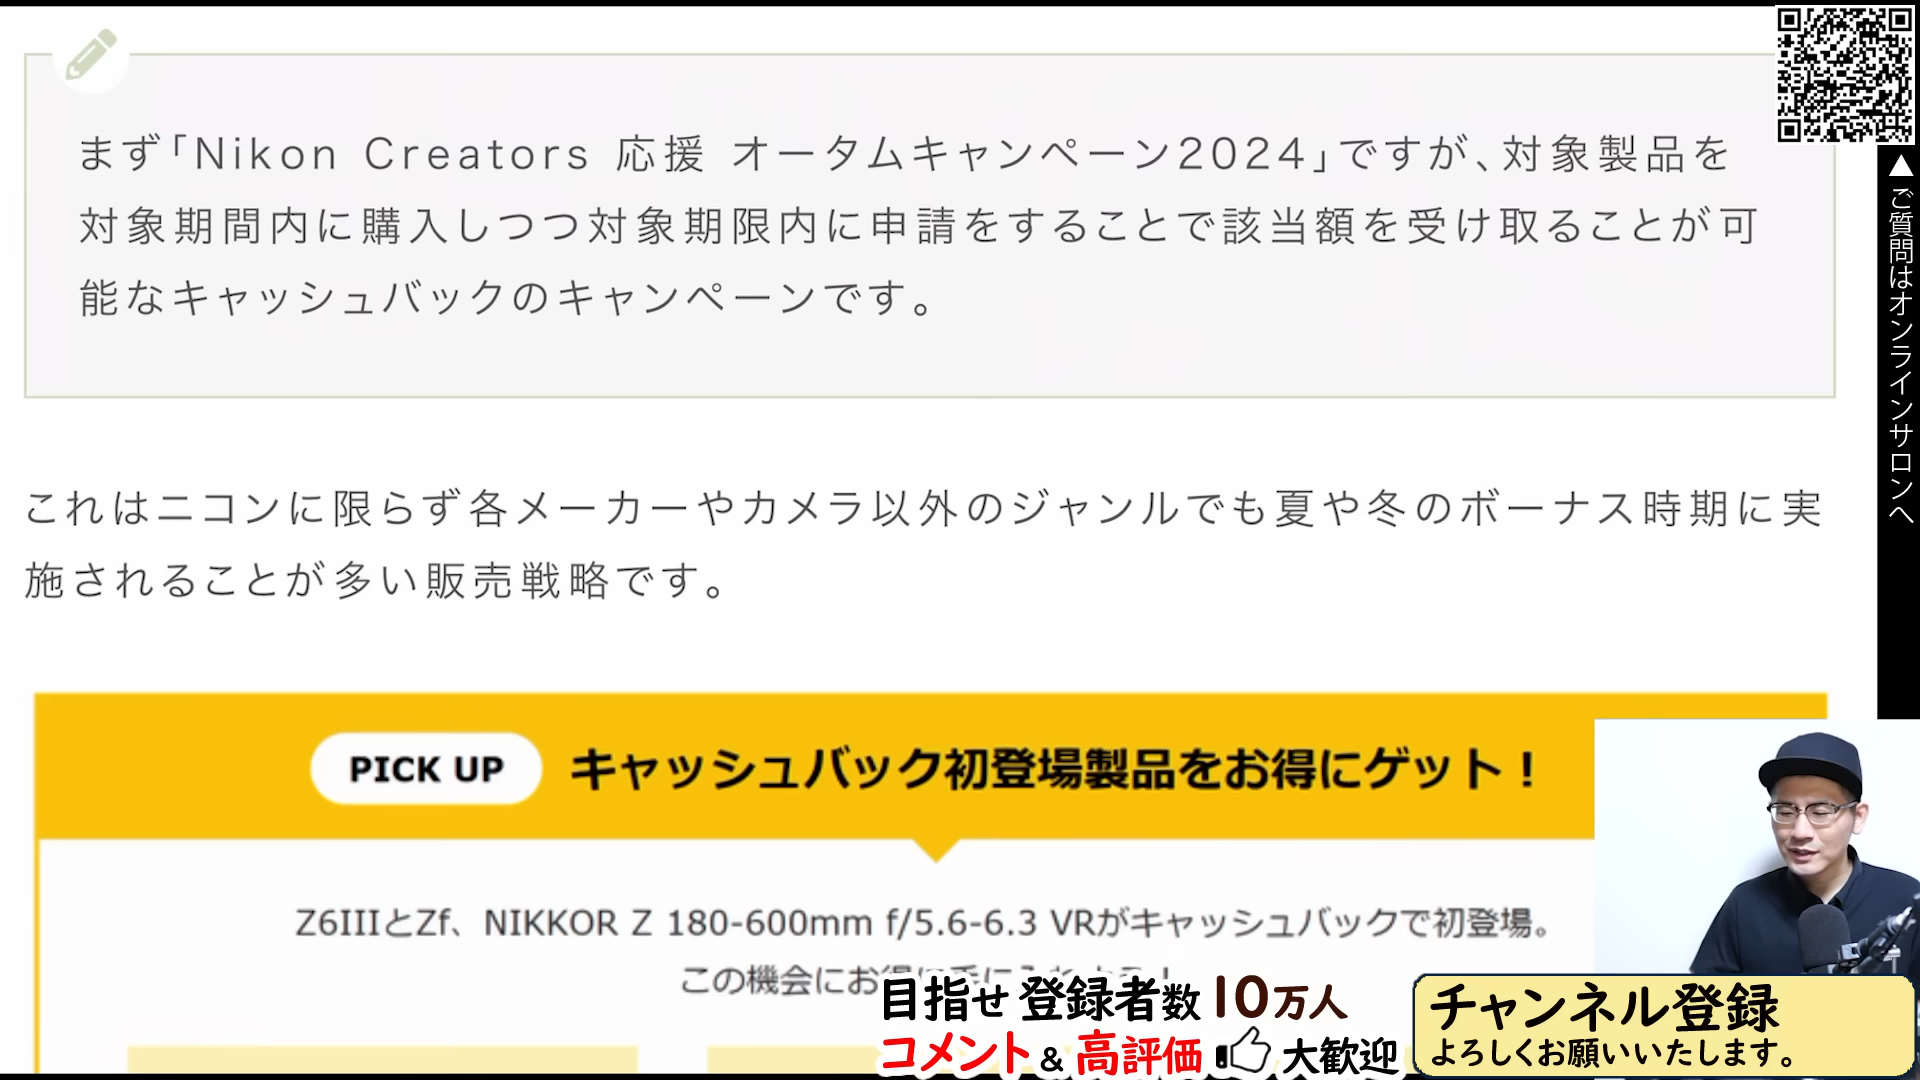 まず「Nikon Creators 応援 オータムキャンペーン2024」ですが、対象製品を
対象期間内に購入しつつ対象期限内に申請をすることで該当額を受け取ることが可
能なキャッシュバックのキャンペーンです。
これはニコンに限らず各メーカーやカメラ以外のジャンルでも夏や冬のボーナス時期に実
施されることが多い販売戦略です。
PICK UP キャッシュバック初登場製品をお得にゲット!
Z6IIIとZf、NIKKOR Z 180-600mm f/5.6-6.3 VRがキャッシュバックで初登場。
この機会にお
▲ご質問はオンラインサロンへ
目指せ 登録者数 10万人
コメント & 高評価 大歓迎
チャンネル登録
よろしくお願いいたします。